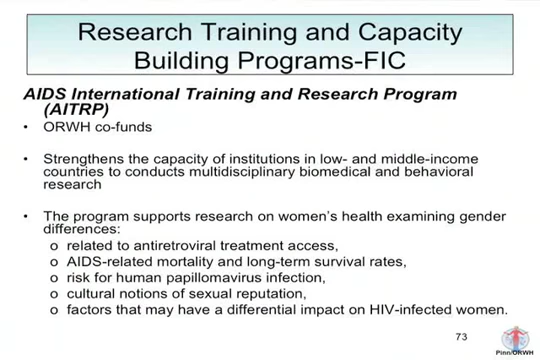 Research Training and Capacity
Building Programs-FIC
AIDS International Training and Research Program
(AITRP)
• ORWH co-funds
• Strengthens the capacity of institutions in low- and middle-income
countries to conducts multidisciplinary biomedical and behavioral
research
• The program supports research on women's health examining gender
differences:
o related to antiretroviral treatment access,
o AIDS-related mortality and long-term survival rates,
o risk for human papillomavirus infection,
o cultural notions of sexual reputation,
o factors that may have a differential impact on HIV-infected women.
73
Pinn/ORWH